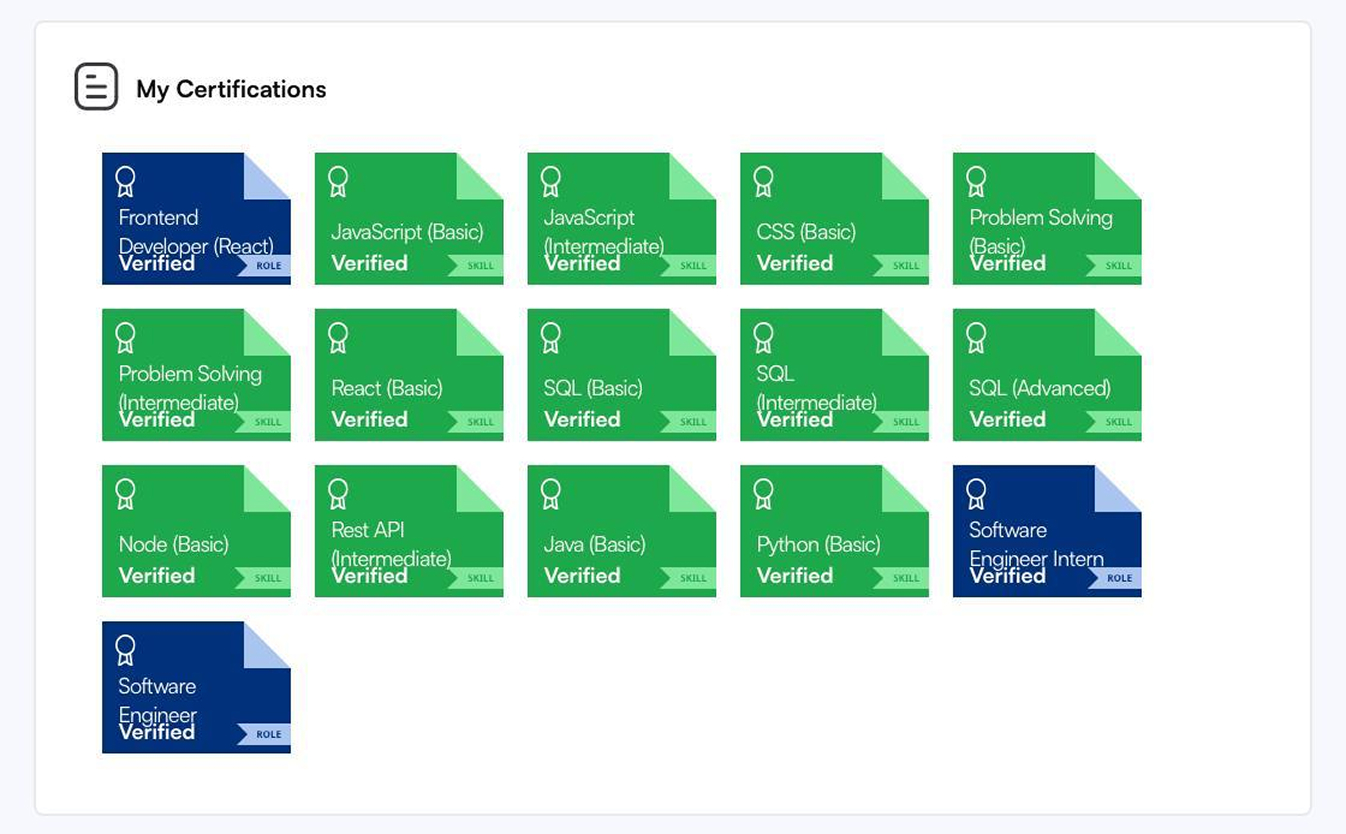 My Certifications
Frontend
Developer (React)
Verified
ROLE
JavaScript (Basic)
Verified
SKILL
JavaScript
(Intermediate)
Verified
SKILL
CSS (Basic)
Verified
SKILL
Problem Solving
(Basic)
Verified
SKILL
Problem Solving
(Intermediate)
Verified
SKILL
React (Basic)
Verified
SKILL
SQL (Basic)
Verified
SKILL
SQL
(Intermediate)
Verified
SKILL
SQL (Advanced)
Verified
SKILL
Node (Basic)
Verified
SKILL
Rest API
(Intermediate)
Verified
SKILL
Java (Basic)
Verified
SKILL
Python (Basic)
Verified
SKILL
Software
Engineer Intern
Verified
ROLE
Software
Engineer
Verified
ROLE